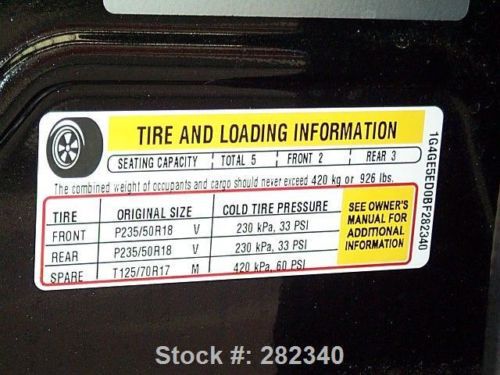 TIRE AND LOADING INFORMATION
SEATING CAPACITY TOTAL 5 FRONT 2 REAR 3
The combined weight of occupants and cargo should never exceed 420 kg or 926 lbs.
TIRE ORIGINAL SIZE COLD TIRE PRESSURE
FRONT P235/50R18 V 230 kPa, 33 PSI
REAR P235/50R18 V 230 kPa, 33 PSI
SPARE T125/70R17 M 420 kPa, 60 PSI
SEE OWNER'S
MANUAL FOR
ADDITIONAL
INFORMATION
1G4GE5ED0BF282340
Stock #: 282340